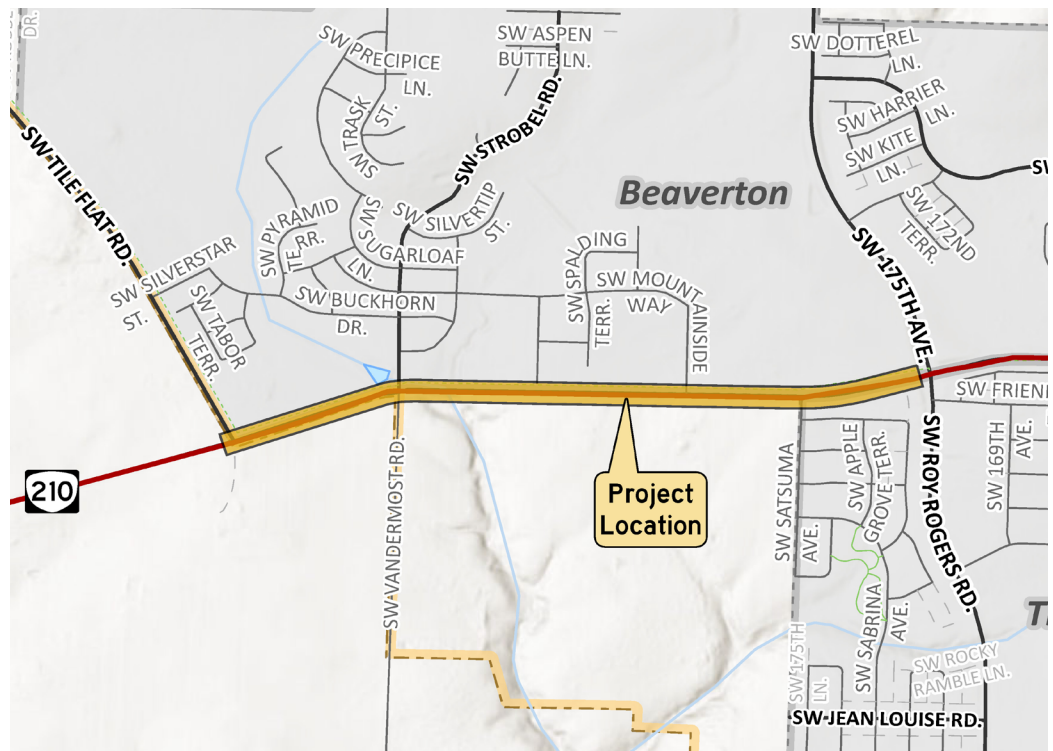 DR.
SW PRECIPICE
LN.
SW ASPEN
BUTTE LN.
SW DOTTEREL
LN.
SW TRASK
ST.
SW STROBEL RD.
SW HARRIER
LN.
SW KITE
LN.
SW 172ND
TERR.
SW TILE FLAT RD.
Beaverton
SW PYRAMID
TERR.
SW SUGARLOAF
LN.
SW SILVERTIP
ST.
SW SILVERSTAR
ST.
SW TABOR
TERR.
SW BUCKHORN
DR.
SW SPALDING
TERR.
SW MOUNTAINSIDE
WAY
SW 175TH AVE.
SW FRIEN
210
Project
Location
SW VANDERMOST RD.
SW SATSUMA
AVE.
SW APPLE
GROVE TERR.
SW ROY ROGERS RD.
SW 169TH
AVE.
SW SABRINA
AVE.
SW 175TH
LN.
SW ROCKY
RAMBLE LN.
SW JEAN LOUISE RD.